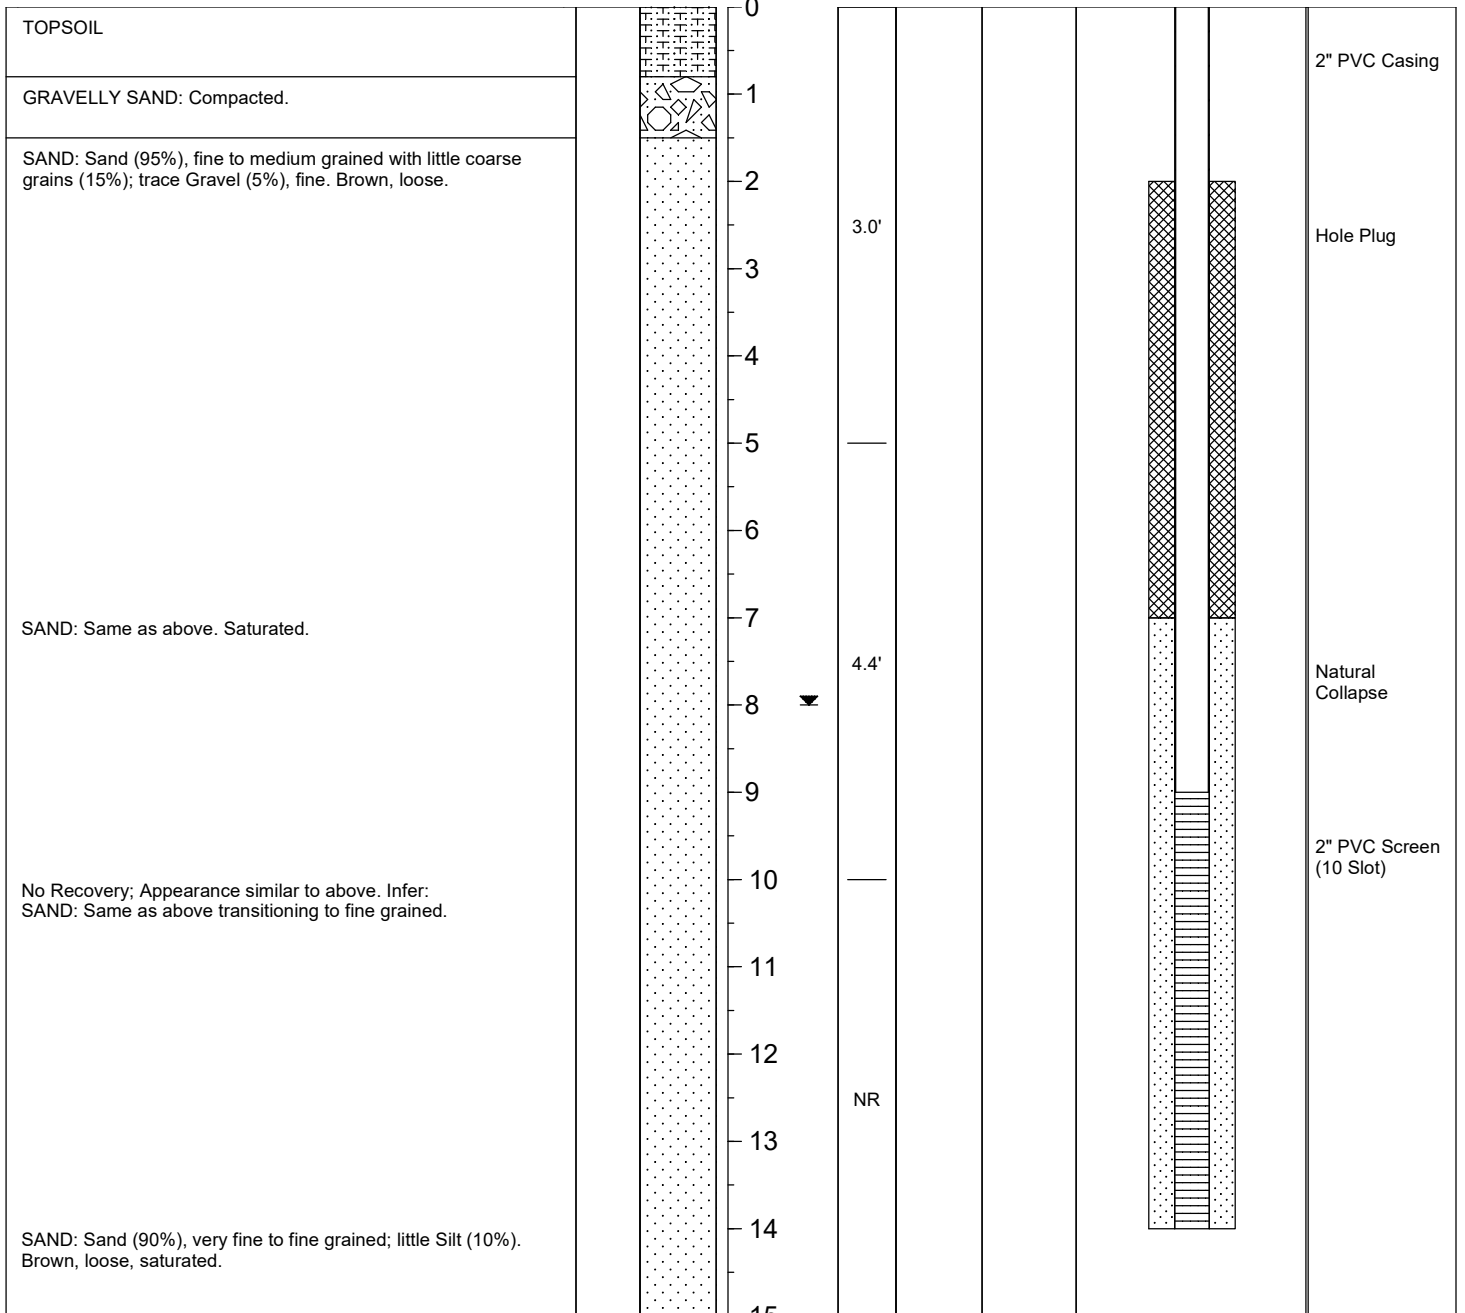 TOPSOIL
GRAVELLY SAND: Compacted.
SAND: Sand (95%), fine to medium grained with little coarse
grains (15%); trace Gravel (5%), fine. Brown, loose.
SAND: Same as above. Saturated.
No Recovery; Appearance similar to above. Infer:
SAND: Same as above transitioning to fine grained.
SAND: Sand (90%), very fine to fine grained; little Silt (10%).
Brown, loose, saturated.
0
1
2
3
4
5
6
7
8
9
10
11
12
13
14
15
3.0'
4.4'
NR
2" PVC Casing
Hole Plug
Natural
Collapse
2" PVC Screen
(10 Slot)